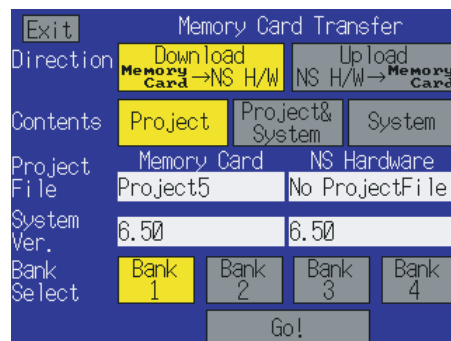 Exit Memory Card Transfer
Direction
Download
Memory Card →NS H/W
Upload
NS H/W→Memory Card
Contents
Project
Project&
System
System
Project
File
Memory Card
NS Hardware
Project5
No ProjectFile
System
Ver.
6.50
6.50
Bank
Select
Bank
1
Bank
2
Bank
3
Bank
4
Go!